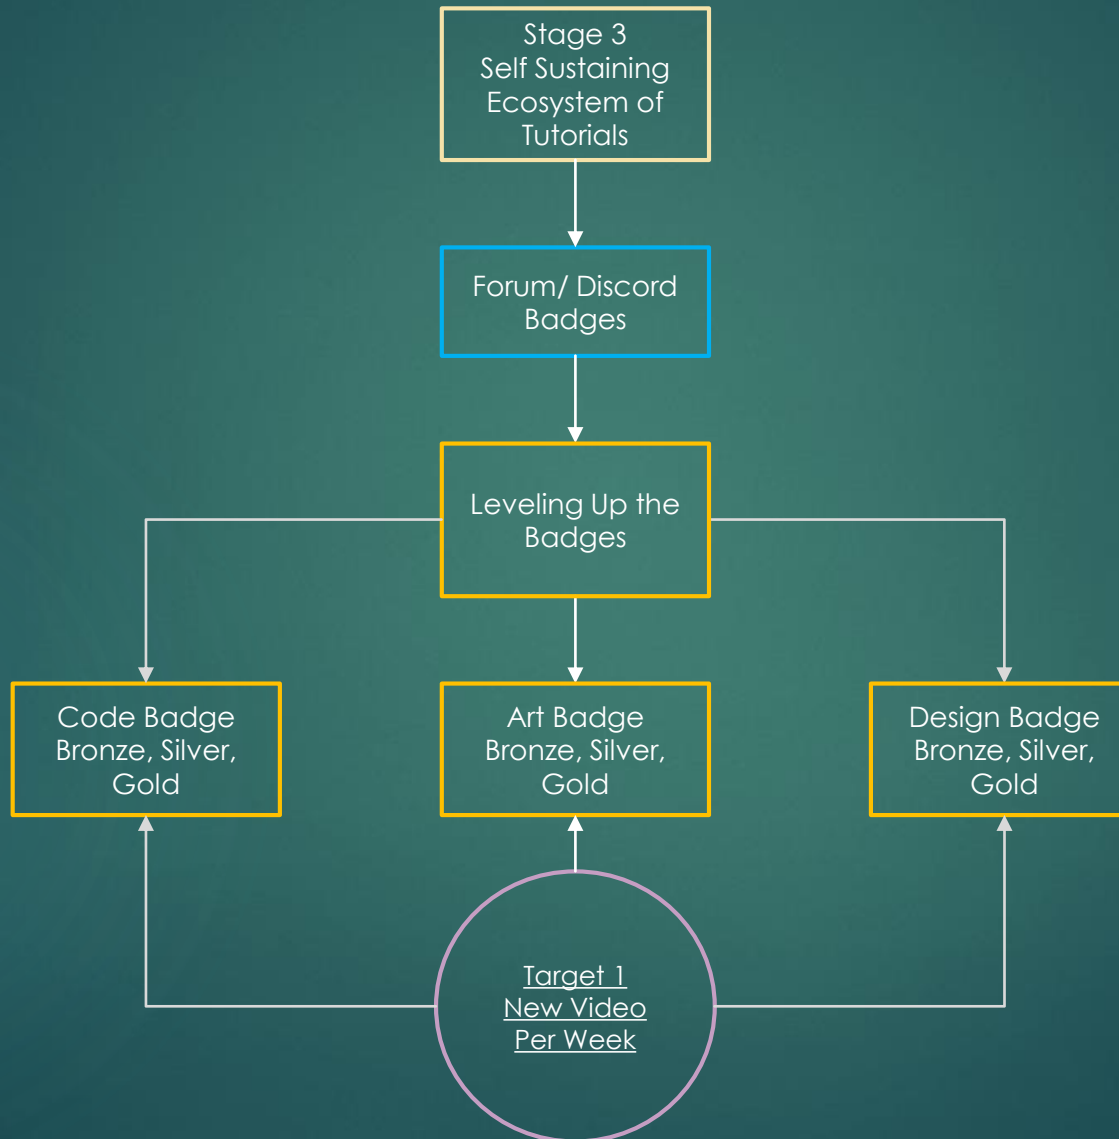 Stage 3
Self Sustaining
Ecosystem of
Tutorials
Forum/ Discord
Badges
Leveling Up the
Badges
Code Badge
Bronze, Silver,
Gold
Art Badge
Bronze, Silver,
Gold
Design Badge
Bronze, Silver,
Gold
Target 1
New Video
Per Week